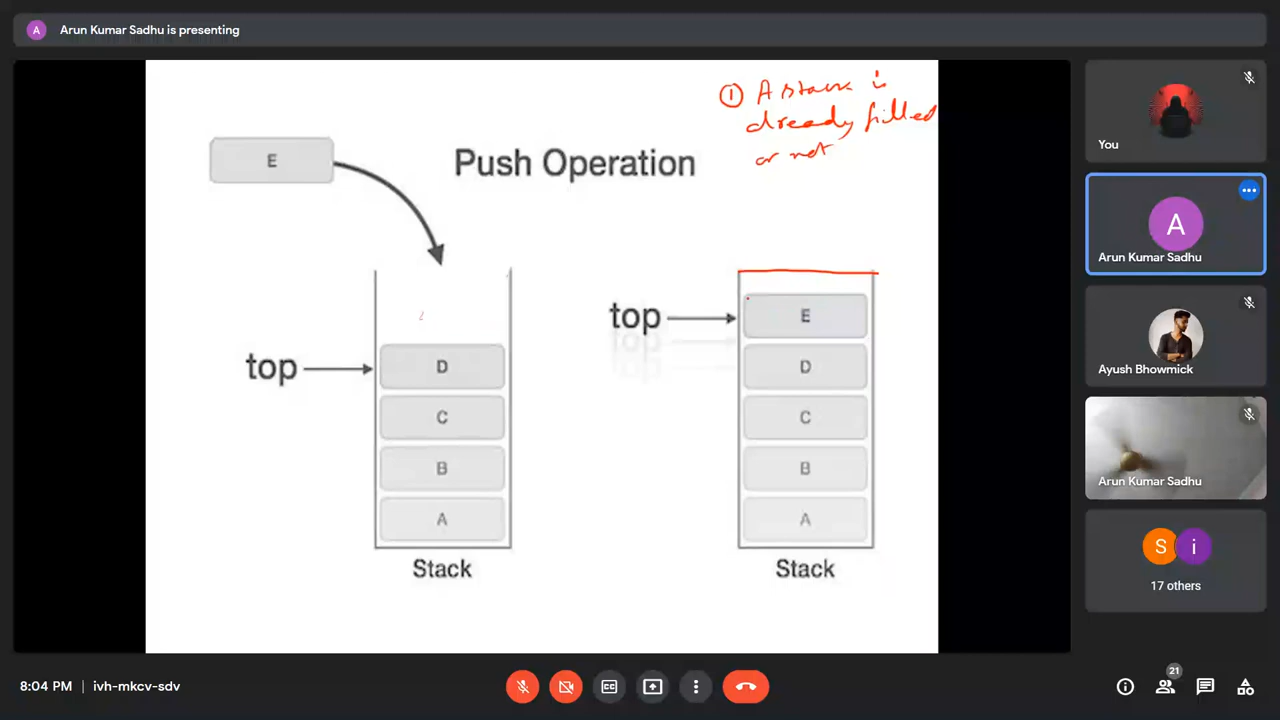 A Arun Kumar Sadhu is presenting
① A stack is
already filled
or not
E
Push Operation
top
D
C
B
A
Stack
top
E
D
C
B
A
Stack
You
A
Arun Kumar Sadhu
Ayush Bhowmick
Arun Kumar Sadhu
S i
17 others
8:04 PM | ivh-mkcv-sdv
CC
21